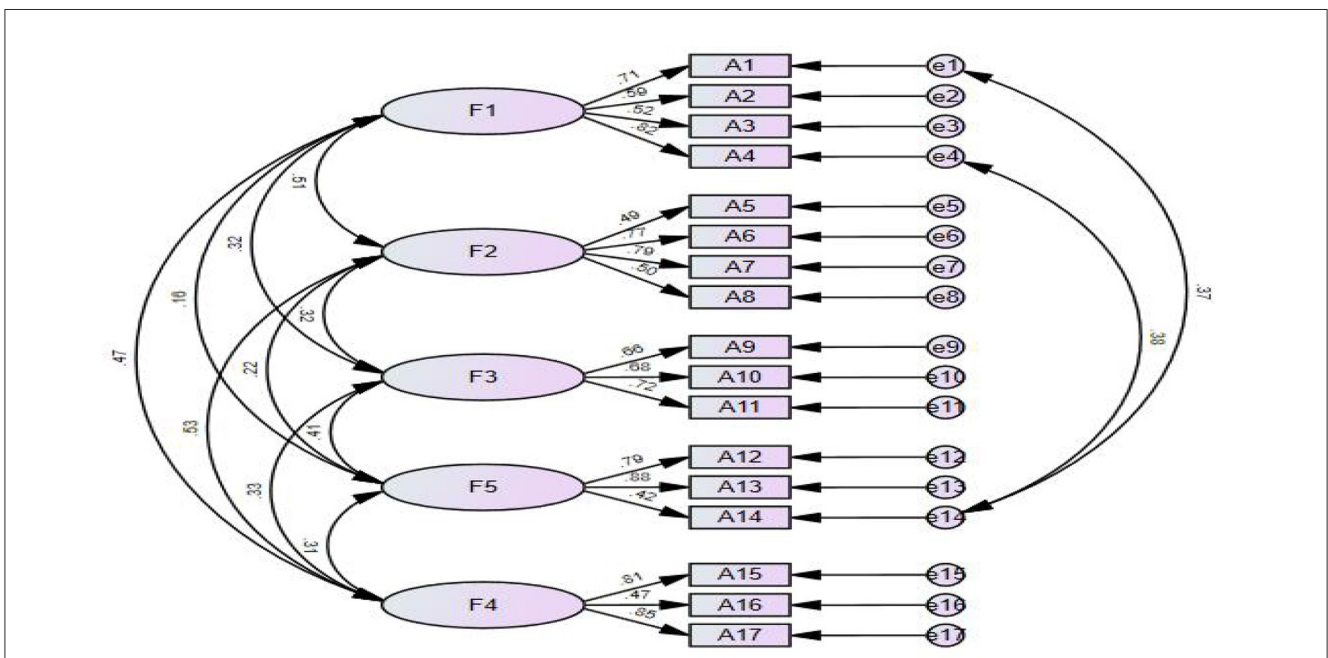 A1
e1
.71
A2
e2
.59
F1
A3
e3
.52
A4
e4
.82
.51
A5
e5
.49
A6
e6
.77
.32
F2
A7
e7
.79
A8
e8
.50
.37
.16
.32
.38
A9
e9
.66
.47
.22
F3
A10
e10
.68
A11
e11
.72
.53
.41
A12
e12
.79
.33
F5
A13
e13
.88
A14
e14
.42
.31
A15
e15
.81
F4
A16
e16
.47
A17
e17
.85